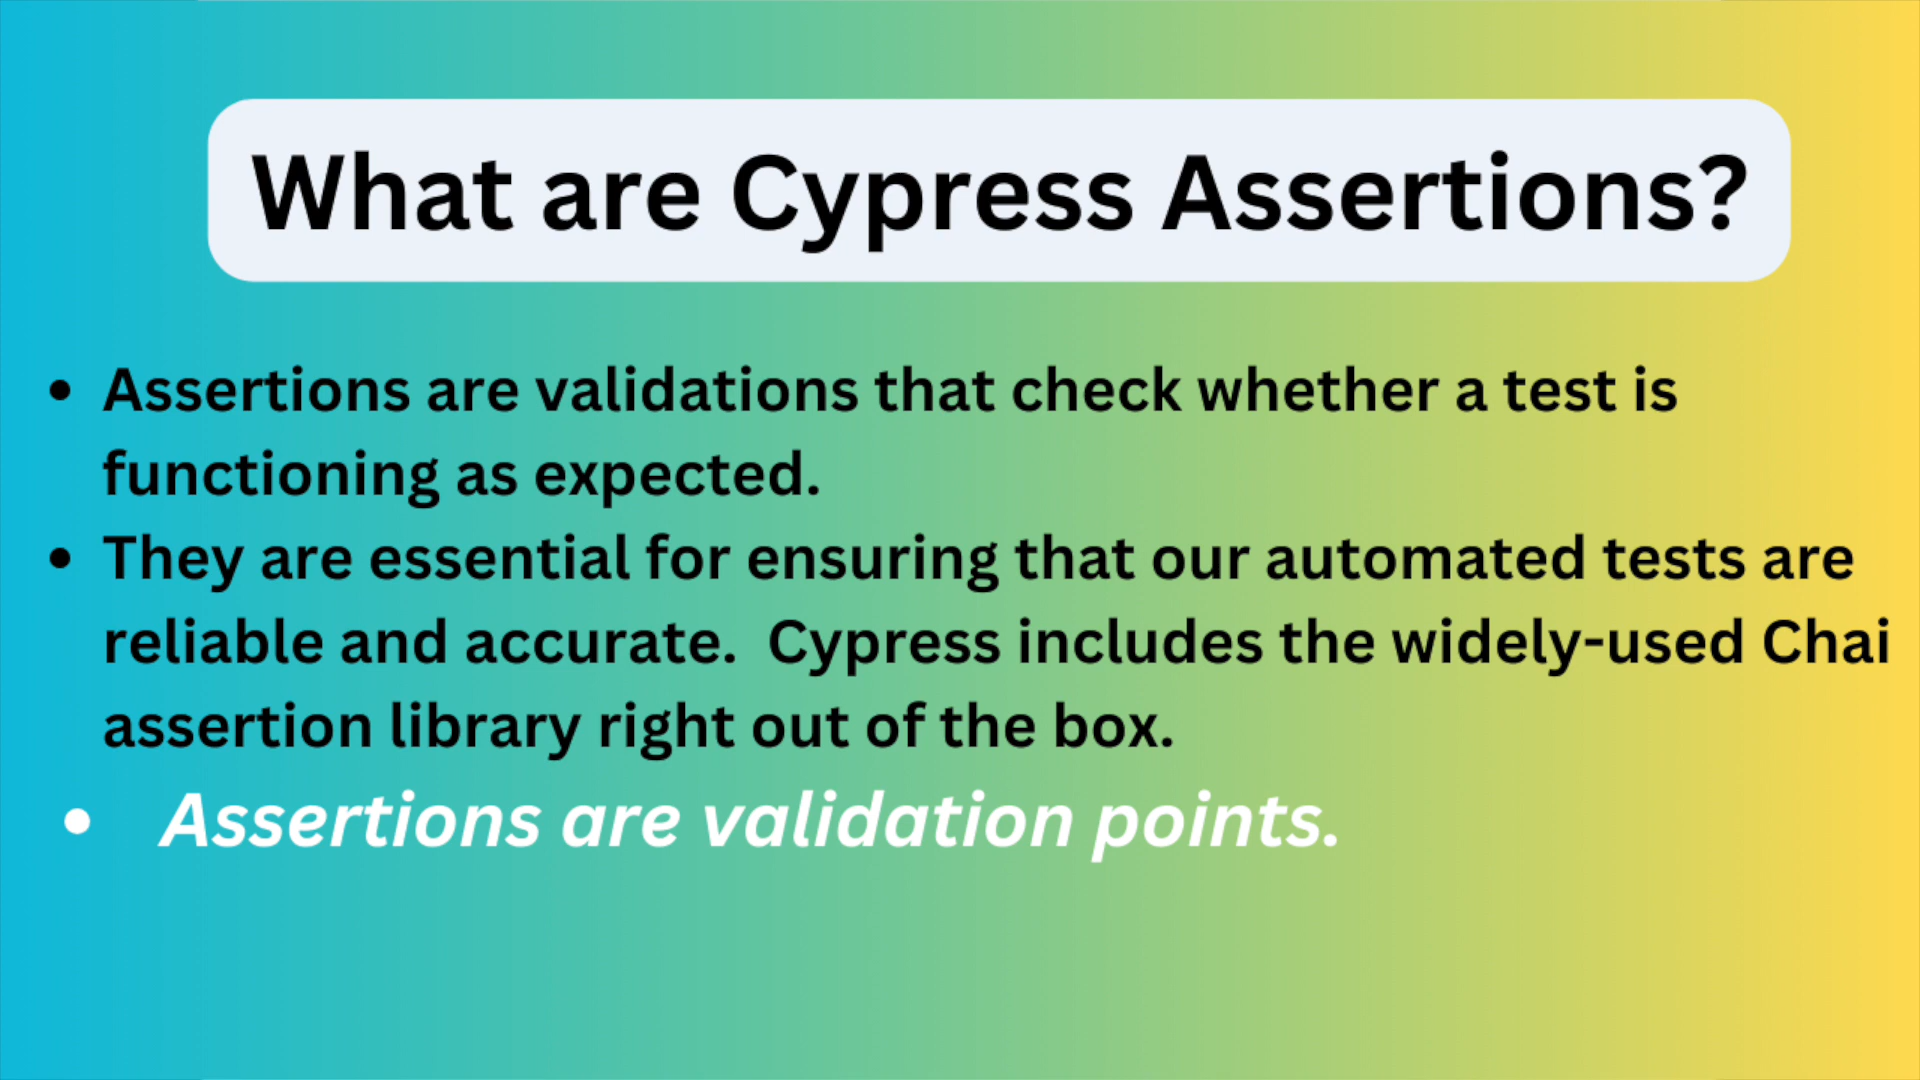 What are Cypress Assertions?
• Assertions are validations that check whether a test is
functioning as expected.
• They are essential for ensuring that our automated tests are
reliable and accurate.  Cypress includes the widely-used Chai
assertion library right out of the box.
• Assertions are validation points.